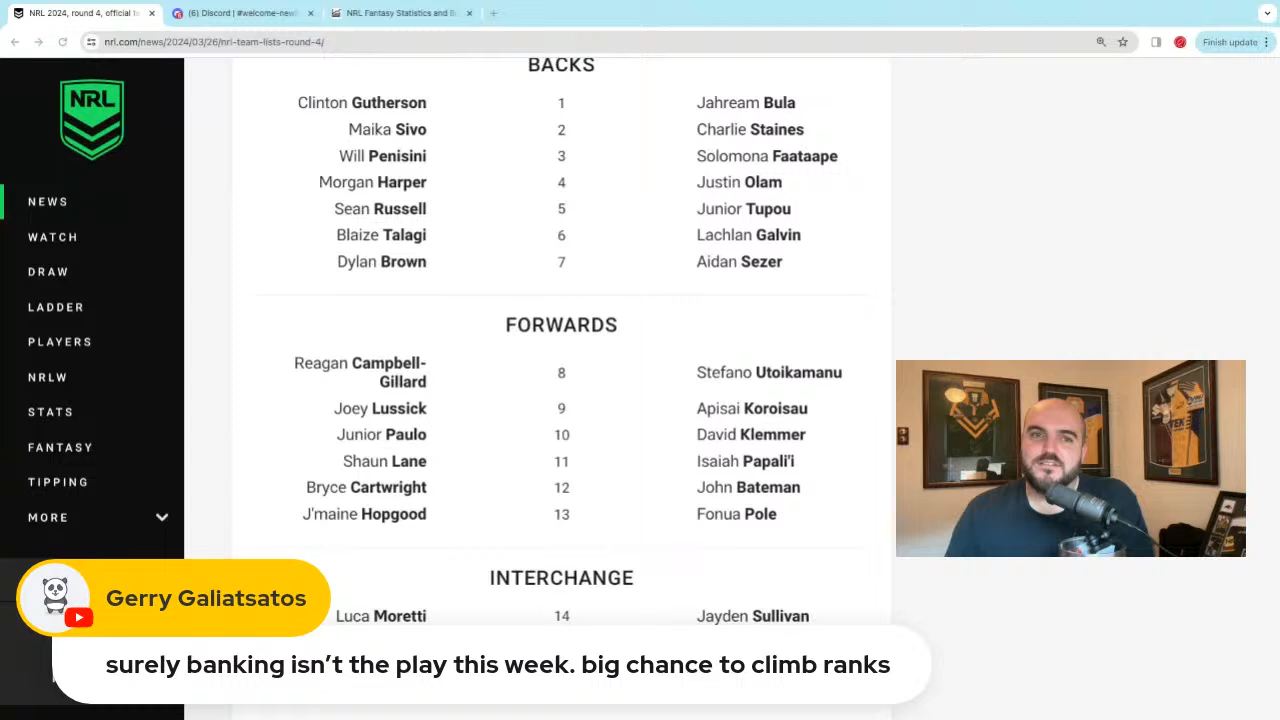 NRL 2024, round 4, official te
(6) Discord | #welcome-new
NRL Fantasy Statistics and B
nrl.com/news/2024/03/26/nrl-team-lists-round-4/
Finish update
NRL
NEWS
WATCH
DRAW
LADDER
PLAYERS
NRLW
STATS
FANTASY
TIPPING
MORE
BACKS
Clinton Gutherson 1 Jahream Bula
Maika Sivo 2 Charlie Staines
Will Penisini 3 Solomona Faataape
Morgan Harper 4 Justin Olam
Sean Russell 5 Junior Tupou
Blaize Talagi 6 Lachlan Galvin
Dylan Brown 7 Aidan Sezer
FORWARDS
Reagan Campbell-
Gillard 8 Stefano Utoikamanu
Joey Lussick 9 Apisai Koroisau
Junior Paulo 10 David Klemmer
Shaun Lane 11 Isaiah Papali'i
Bryce Cartwright 12 John Bateman
J'maine Hopgood 13 Fonua Pole
INTERCHANGE
Luca Moretti 14 Jayden Sullivan
Gerry Galiatsatos
surely banking isn’t the play this week. big chance to climb ranks